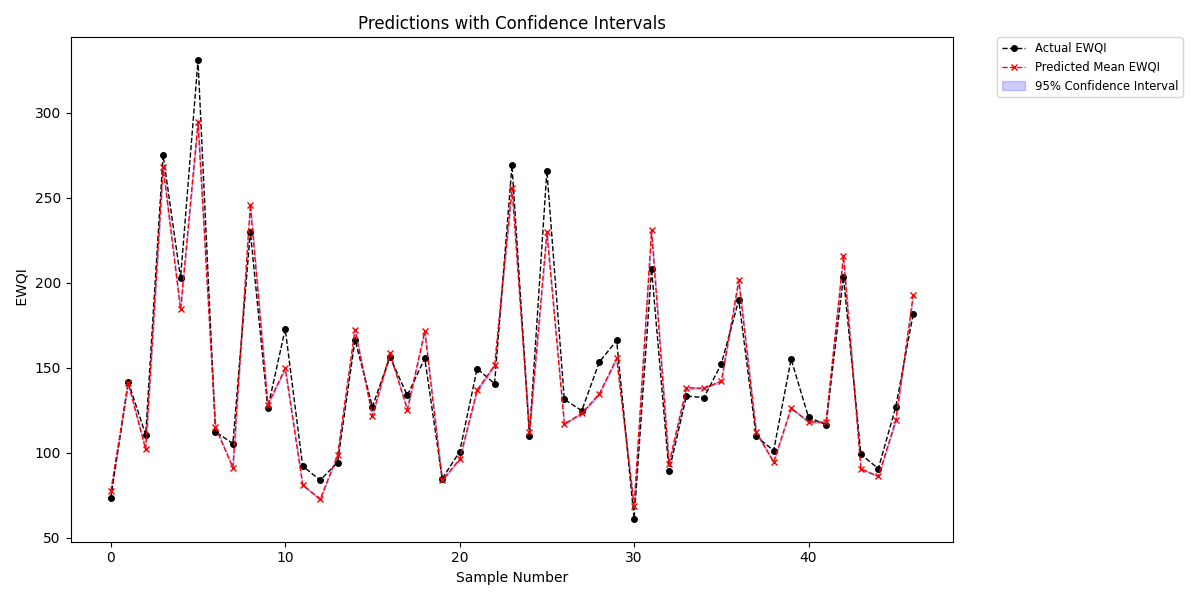 Predictions with Confidence Intervals
Actual EWQI
Predicted Mean EWQI
95% Confidence Interval
EWQI
300
250
200
150
100
50
0
10
20
30
40
Sample Number